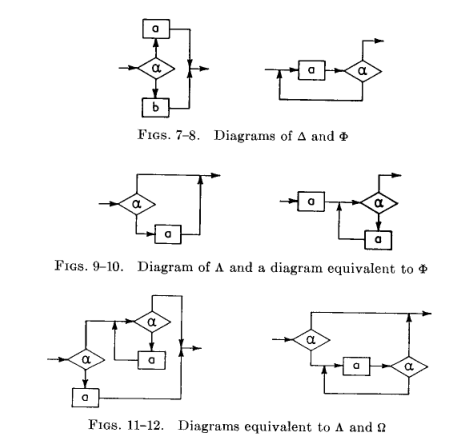 a
α
b
a α
FIGS. 7-8. Diagrams of Δ and Φ
α
a
a α
a
FIGS. 9-10. Diagram of Λ and a diagram equivalent to Φ
α
α
a
a
α
a α
FIGS. 11-12. Diagrams equivalent to Λ and Ω